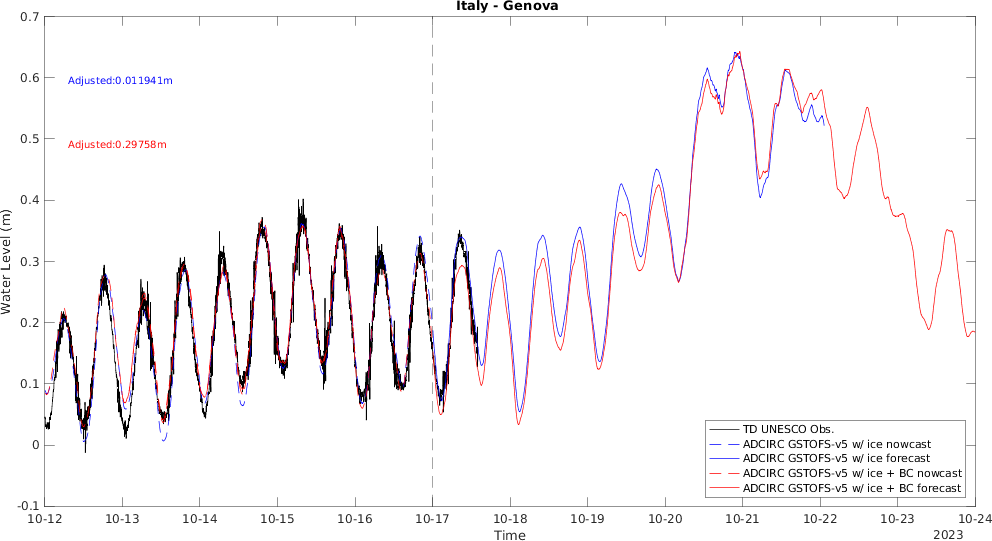 Italy - Genova
0.7
0.6
0.5
0.4
0.3
0.2
0.1
0
-0.1
Water Level (m)
Adjusted:0.011941m
Adjusted:0.29758m
TD UNESCO Obs.
ADCIRC GSTOFS-v5 w/ ice nowcast
ADCIRC GSTOFS-v5 w/ ice forecast
ADCIRC GSTOFS-v5 w/ ice + BC nowcast
ADCIRC GSTOFS-v5 w/ ice + BC forecast
10-12 10-13 10-14 10-15 10-16 10-17 10-18 10-19 10-20 10-21 10-22 10-23 10-24
Time
2023